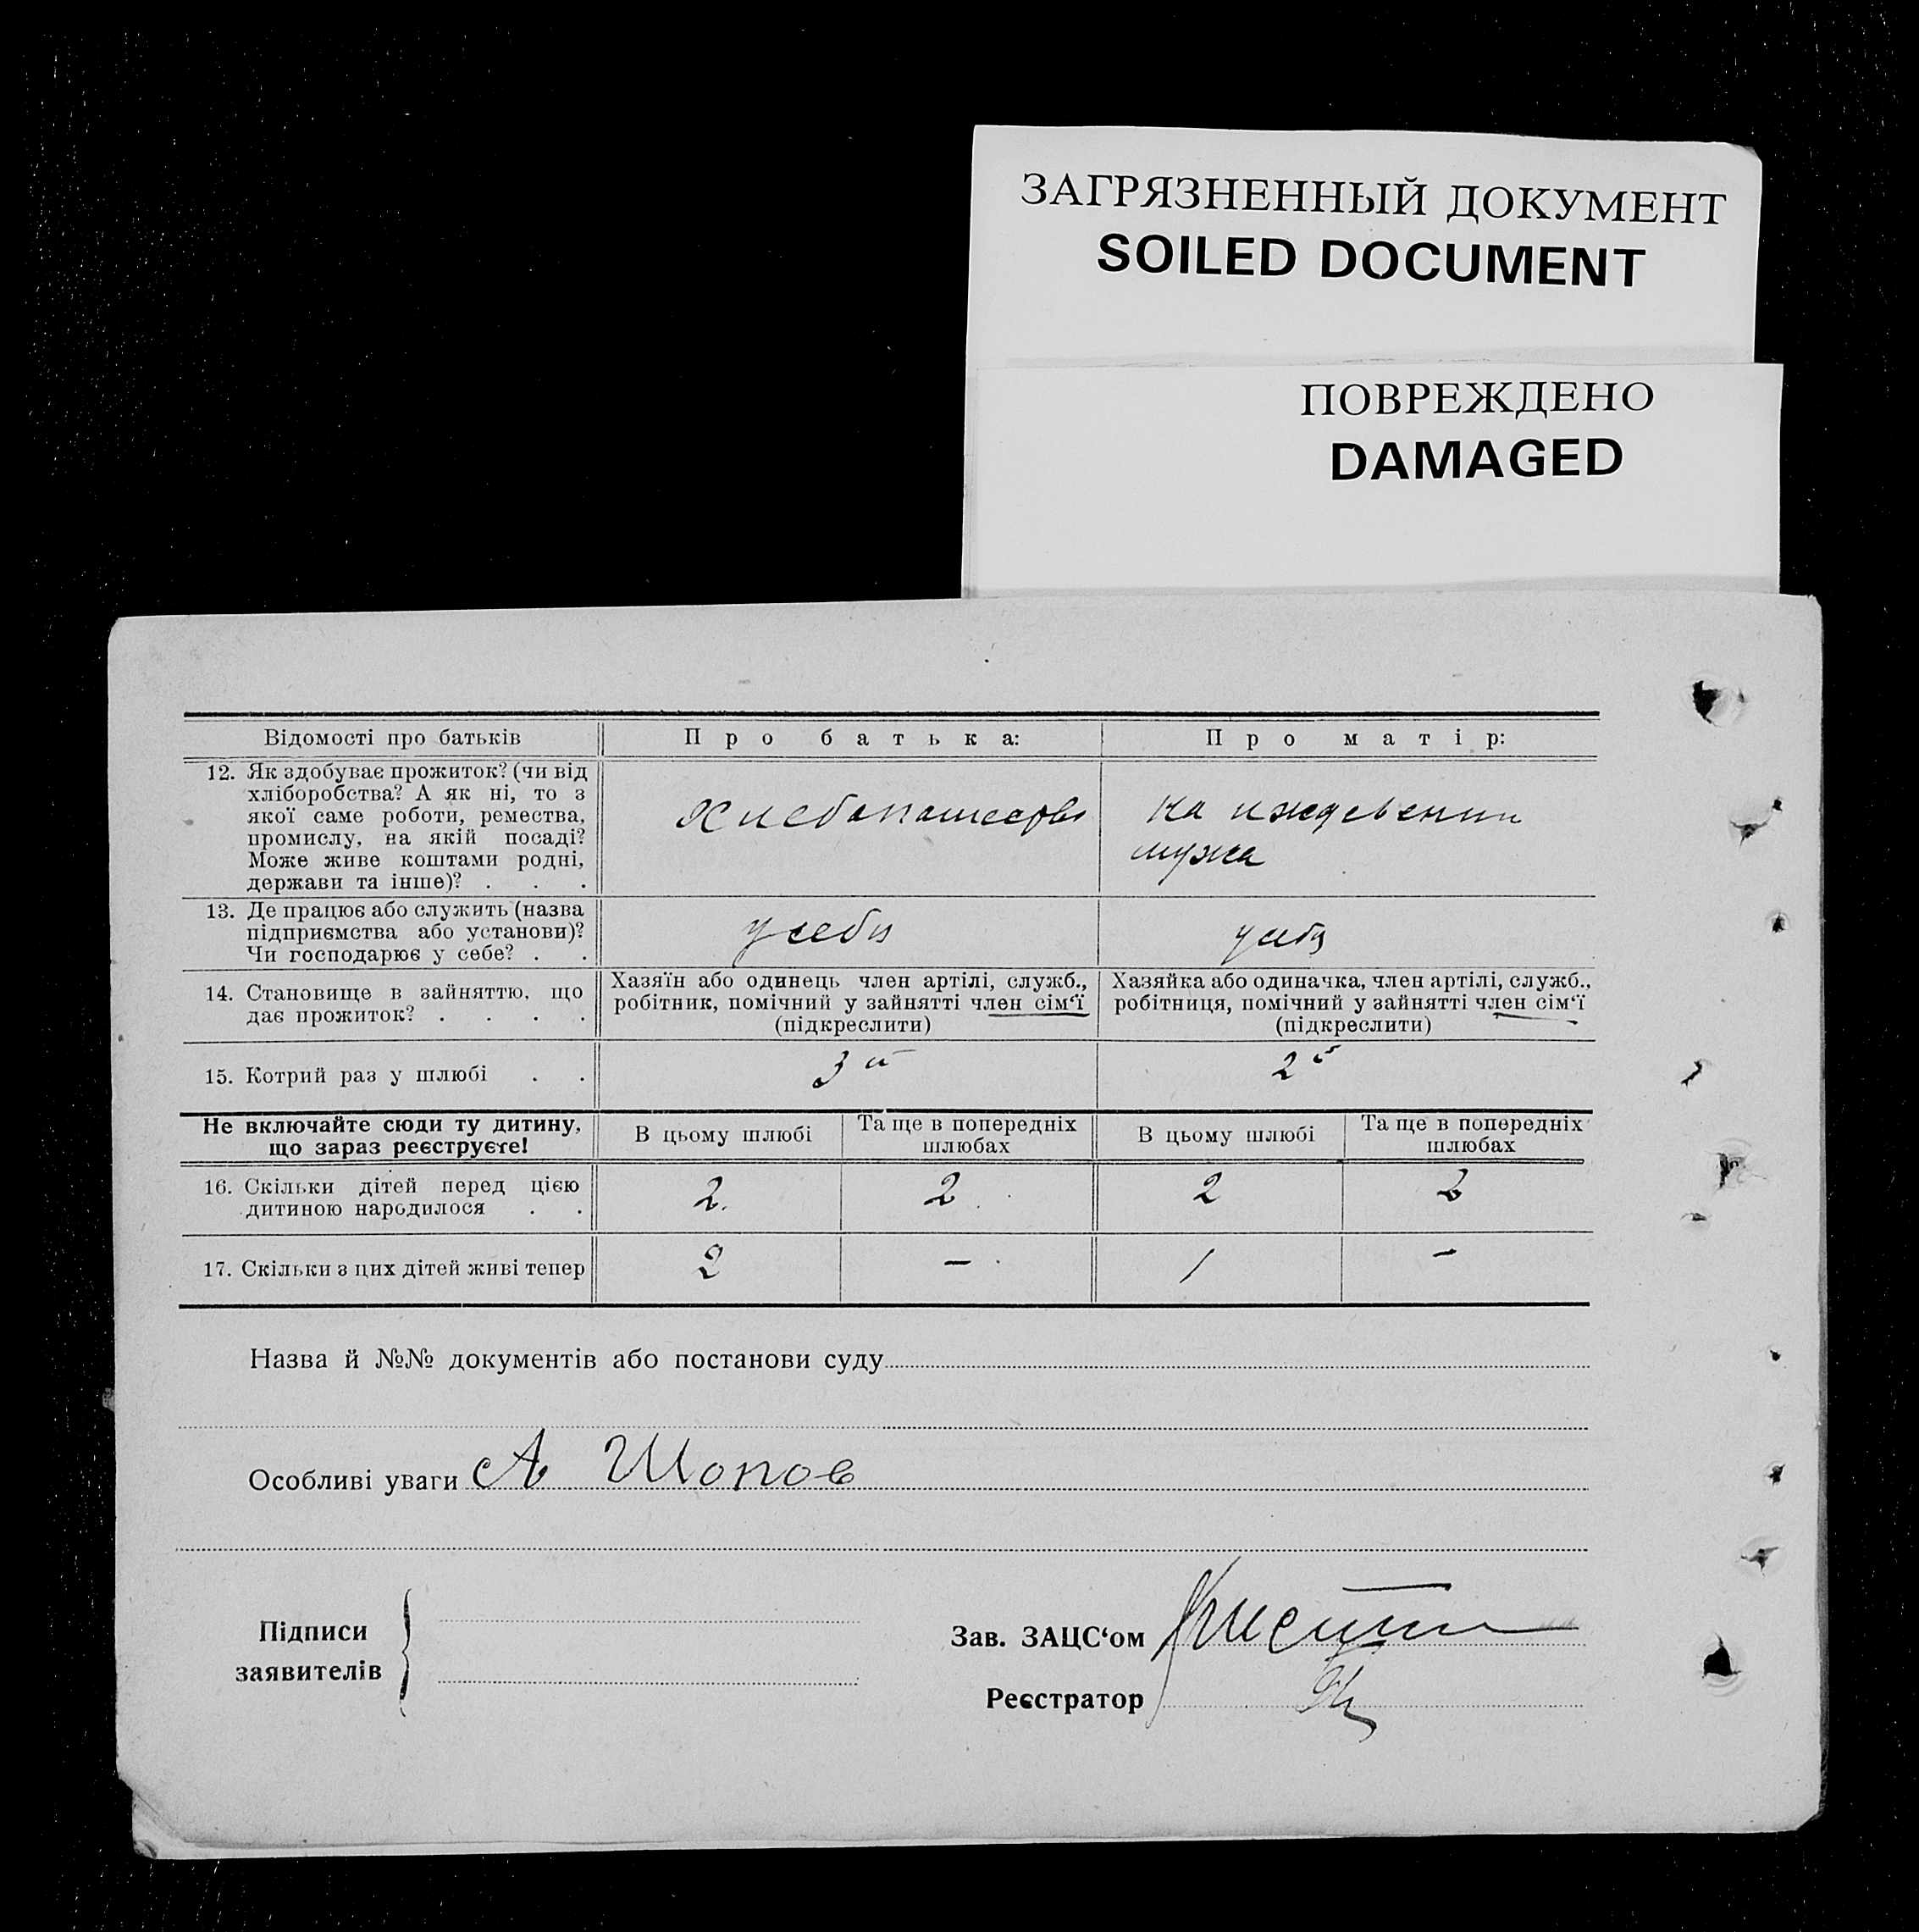 ЗАГРЯЗНЕННЫЙ ДОКУМЕНТ
SOILED DOCUMENT
ПОВРЕЖДЕНО
DAMAGED
Відомості про батьків
Про батька:
Про матір:
12. Як здобуває прожиток? (чи від
хліборобства? А як ні, то з
якої саме роботи, ремества,
промислу, на якій посаді?
Може живе коштами родні,
держави та інше)? . . .
Хлебопашество
на иждевении
мужа
13. Де працює або служить (назва
підприємства або установи)?
Чи господарює у себе? . .
у себя
у себя
14. Становище в зайняттю, що
дає прожиток? . . . .
Хазяїн або одинець член артілі, служб.,
робітник, помічний у зайнятті член сім‘ї
(підкреслити)
Хазяйка або одиначка, член артілі, служб.,
робітниця, помічний у зайнятті член сім‘ї
(підкреслити)
15. Котрий раз у шлюбі . .
3й
2й
Не включайте сюди ту дитину,
що зараз реєструєте!
В цьому шлюбі
Та ще в попередніх
шлюбах
В цьому шлюбі
Та ще в попередніх
шлюбах
16. Скільки дітей перед цією
дитиною народилося . .
2.
2
2
2
17. Скільки з цих дітей живі тепер
2
–
1
–
Назва й №№ документів або постанови суду
Особливі уваги А Шопов
Підписи
заявителів
Зав. ЗАЦС‘ом
Реєстратор